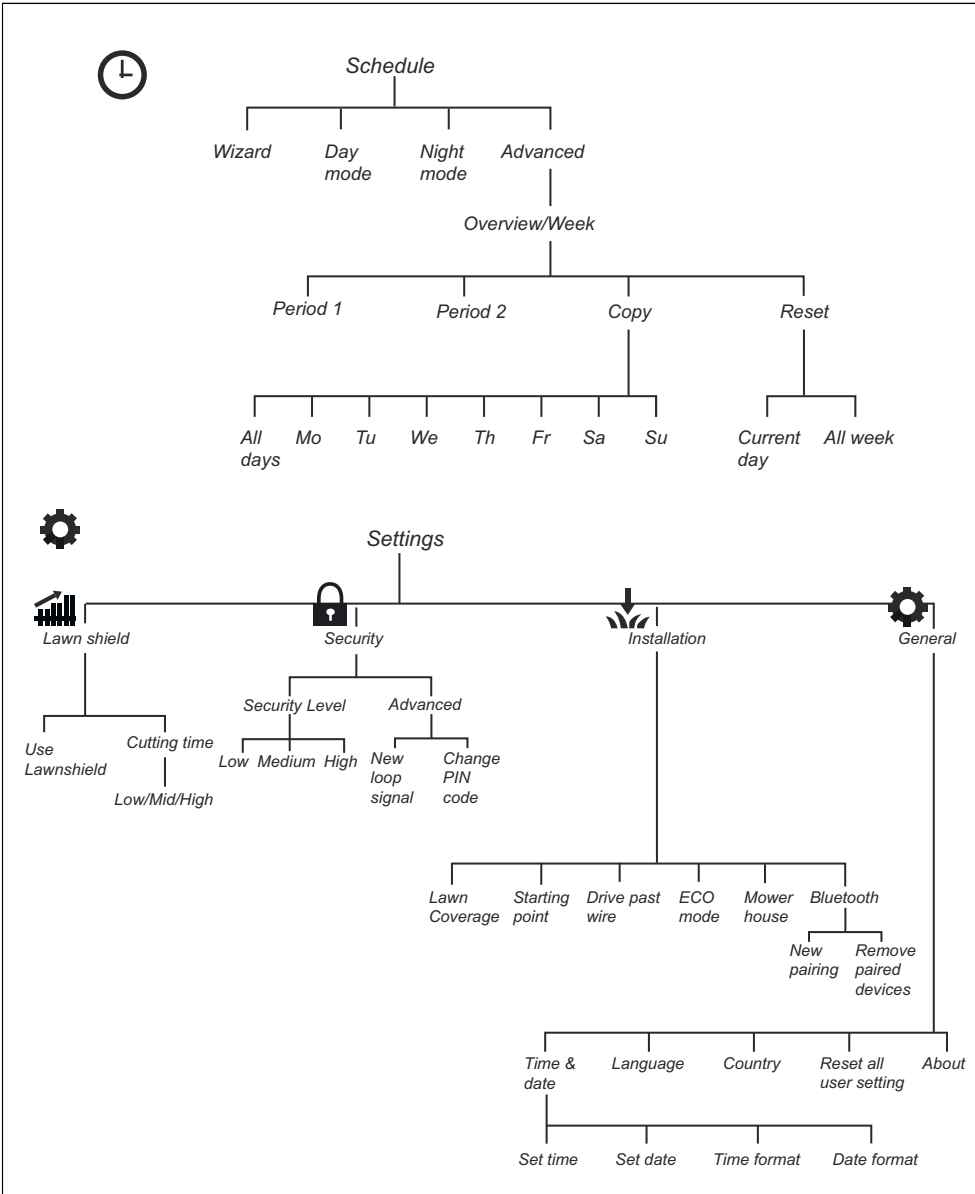 Schedule
Wizard
Day
mode
Night
mode
Advanced
Overview/Week
Period 1
Period 2
Copy
Reset
All
days
Mo
Tu
We
Th
Fr
Sa
Su
Current
day
All week
Settings
Lawn shield
Security
Installation
General
Use
Lawnshield
Cutting time
Low/Mid/High
Security Level
Advanced
Low
Medium
High
New
loop
signal
Change
PIN
code
Lawn
Coverage
Starting
point
Drive past
wire
ECO
mode
Mower
house
Bluetooth
New
pairing
Remove
paired
devices
Time &
date
Language
Country
Reset all
user setting
About
Set time
Set date
Time format
Date format